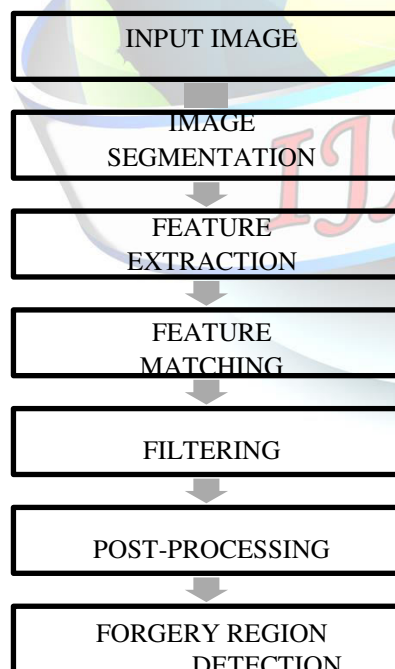 INPUT IMAGE
IMAGE
SEGMENTATION
FEATURE
EXTRACTION
FEATURE
MATCHING
FILTERING
POST-PROCESSING
FORGERY REGION
DETECTION